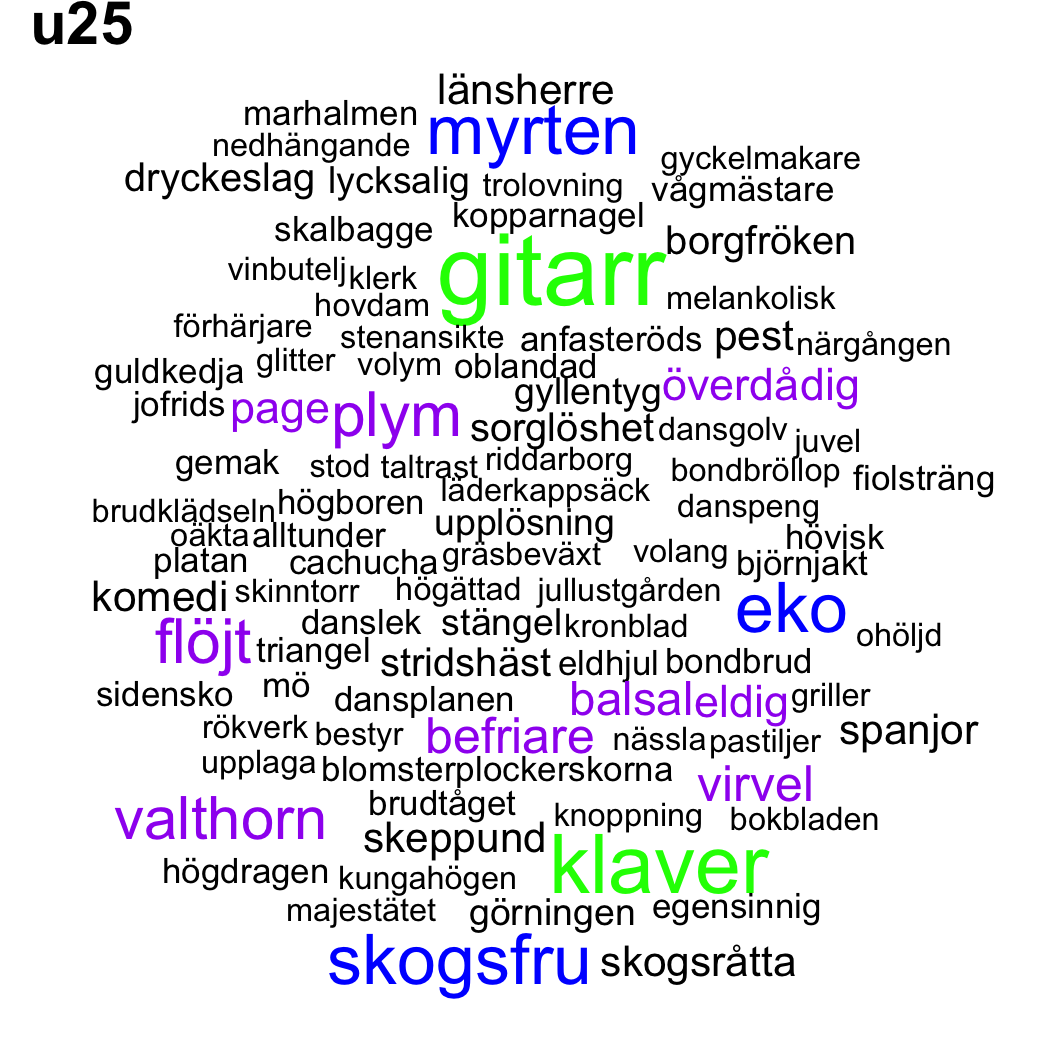 u25
länsherre
marhalmen myrten
nedhängande gyckelmakare
dryckeslag lycksalig trolovning vågmästare
skalbagge kopparnagel borgfröken
vinbutelj klerk gitarr
hovdam melankolisk
förhärjare stenansikte anfasteröds pest närgången
guldkedja glitter volym oblandad
jofrids page plym gyllentyg överdådig
sorglöshet dansgolv juvel
gemak stod taltrast riddarborg bondbröllop fiolsträng
brudklädseln högboren läderkappsäck danspeng
oäkta alltunder upplösning hövisk
platan cachucha gräsbeväxt volang björnjakt
komedi skinntorr högättad jullustgården eko
flöjt danslek stängel kronblad ohöljd
triangel stridshäst eldhjul bondbrud
sidensko mö dansplanen balsal eldig griller
rökverk bestyr befriare nässla pastiljer spanjor
upplaga blomsterplockerskorna virvel
valthorn brudtåget knoppning bokbladen
skeppund klaver
högdragen kungahögen
majestätet görningen egensinnig
skogsfru skogsråtta